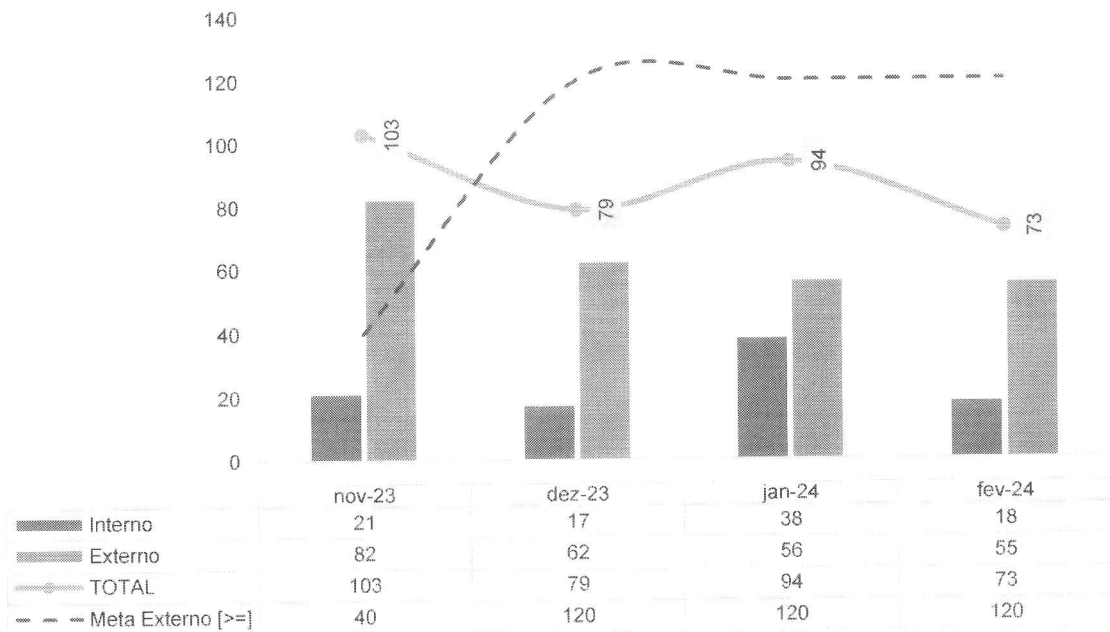 140
120
100
80
60
40
20
0
103
79
94
73
nov-23 dez-23 jan-24 fev-24
Interno 21 17 38 18
Externo 82 62 56 55
TOTAL 103 79 94 73
Meta Externo [>=] 40 120 120 120